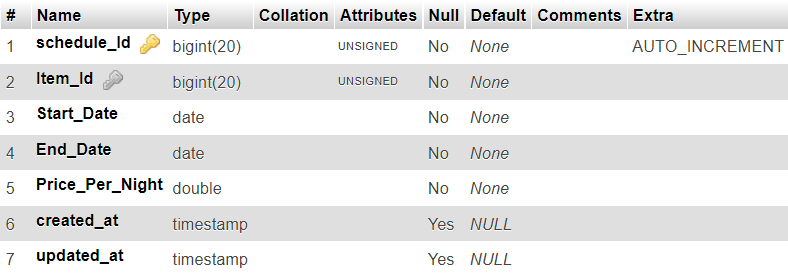 # Name Type Collation Attributes Null Default Comments Extra
1 schedule_Id bigint(20) UNSIGNED No None AUTO_INCREMENT
2 Item_Id bigint(20) UNSIGNED No None
3 Start_Date date No None
4 End_Date date No None
5 Price_Per_Night double No None
6 created_at timestamp Yes NULL
7 updated_at timestamp Yes NULL